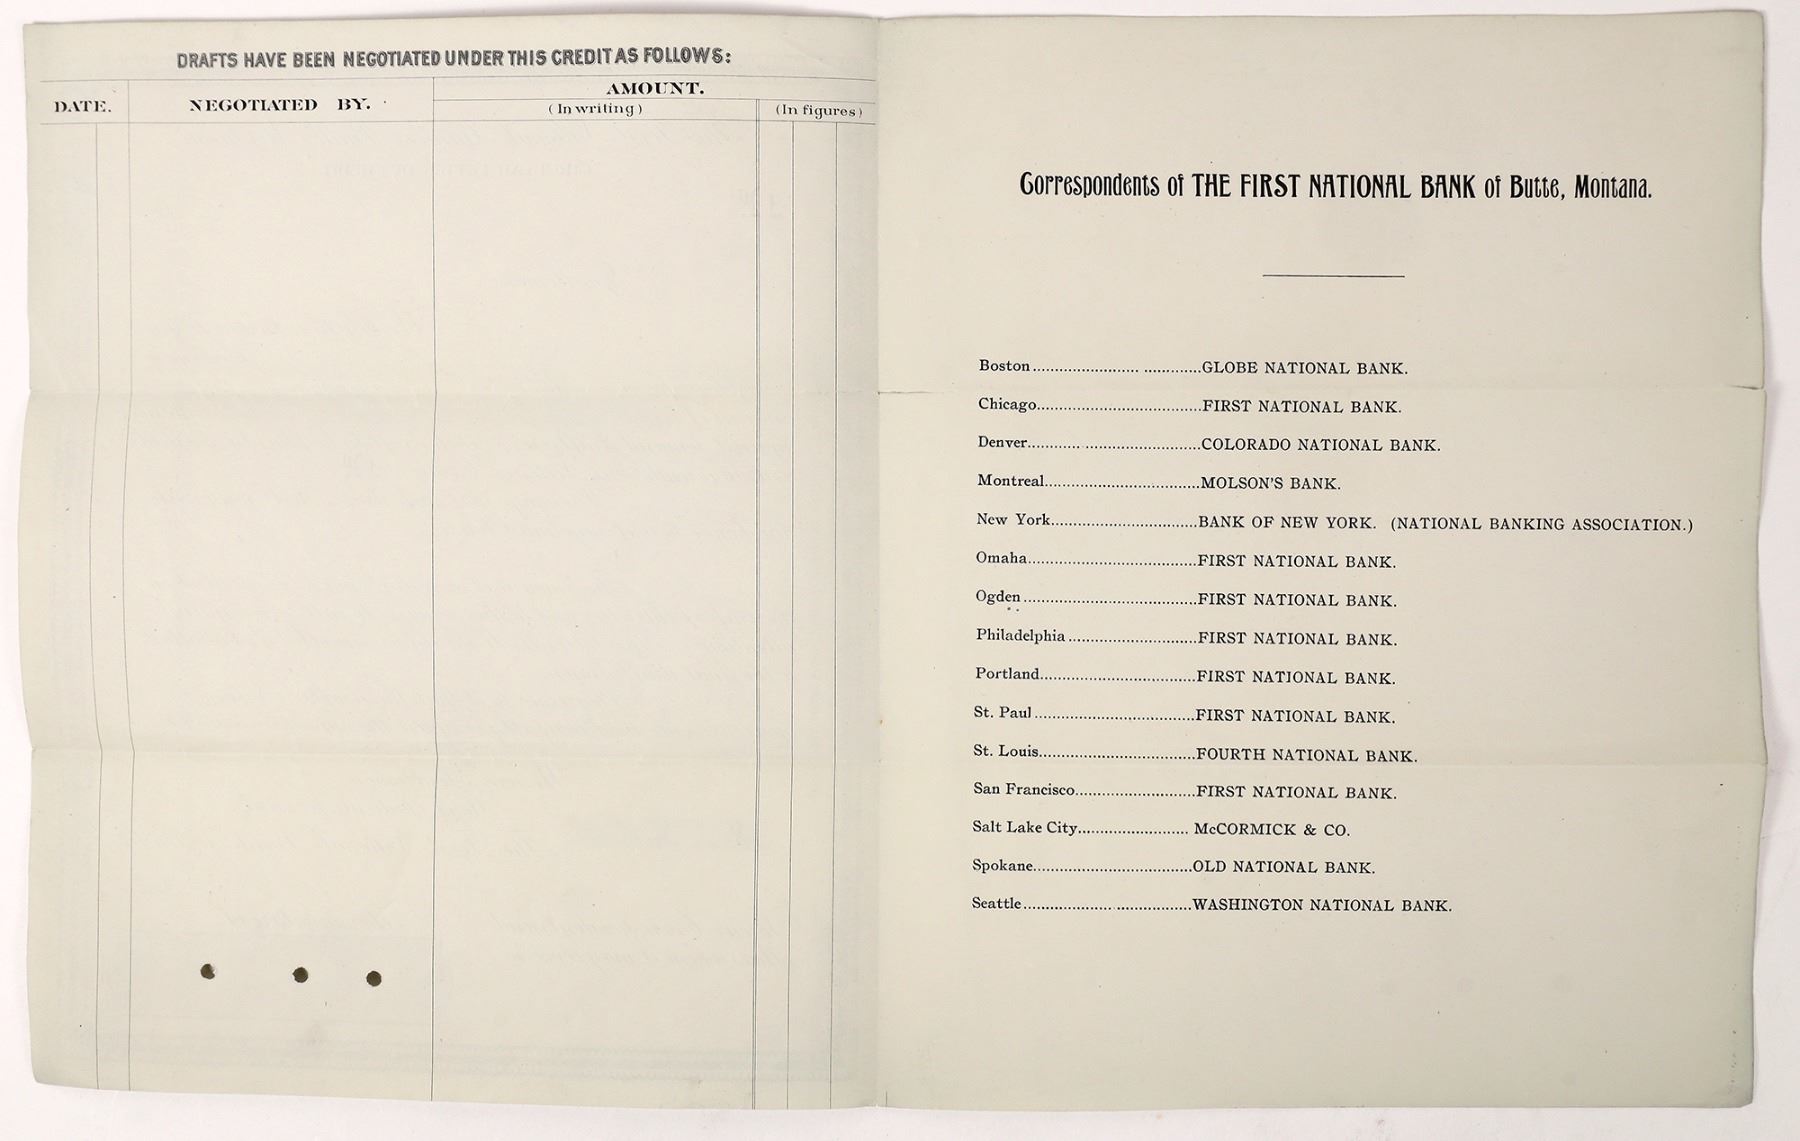 DRAFTS HAVE BEEN NEGOTIATED UNDER THIS CREDIT AS FOLLOWS:
DATE.
NEGOTIATED BY.
AMOUNT.
(In writing)
(In figures)
Correspondents of THE FIRST NATIONAL BANK of Butte, Montana.
Boston........................ .............GLOBE NATIONAL BANK.
Chicago.....................................FIRST NATIONAL BANK.
Denver............ ..........................COLORADO NATIONAL BANK.
Montreal...................................MOLSON'S BANK.
New York.................................BANK OF NEW YORK. (NATIONAL BANKING ASSOCIATION.)
Omaha......................................FIRST NATIONAL BANK.
Ogden.......................................FIRST NATIONAL BANK.
Philadelphia.............................FIRST NATIONAL BANK.
Portland...................................FIRST NATIONAL BANK.
St. Paul....................................FIRST NATIONAL BANK.
St. Louis...................................FOURTH NATIONAL BANK.
San Francisco...........................FIRST NATIONAL BANK.
Salt Lake City......................... McCORMICK & CO.
Spokane....................................OLD NATIONAL BANK.
Seattle.................... .................WASHINGTON NATIONAL BANK.